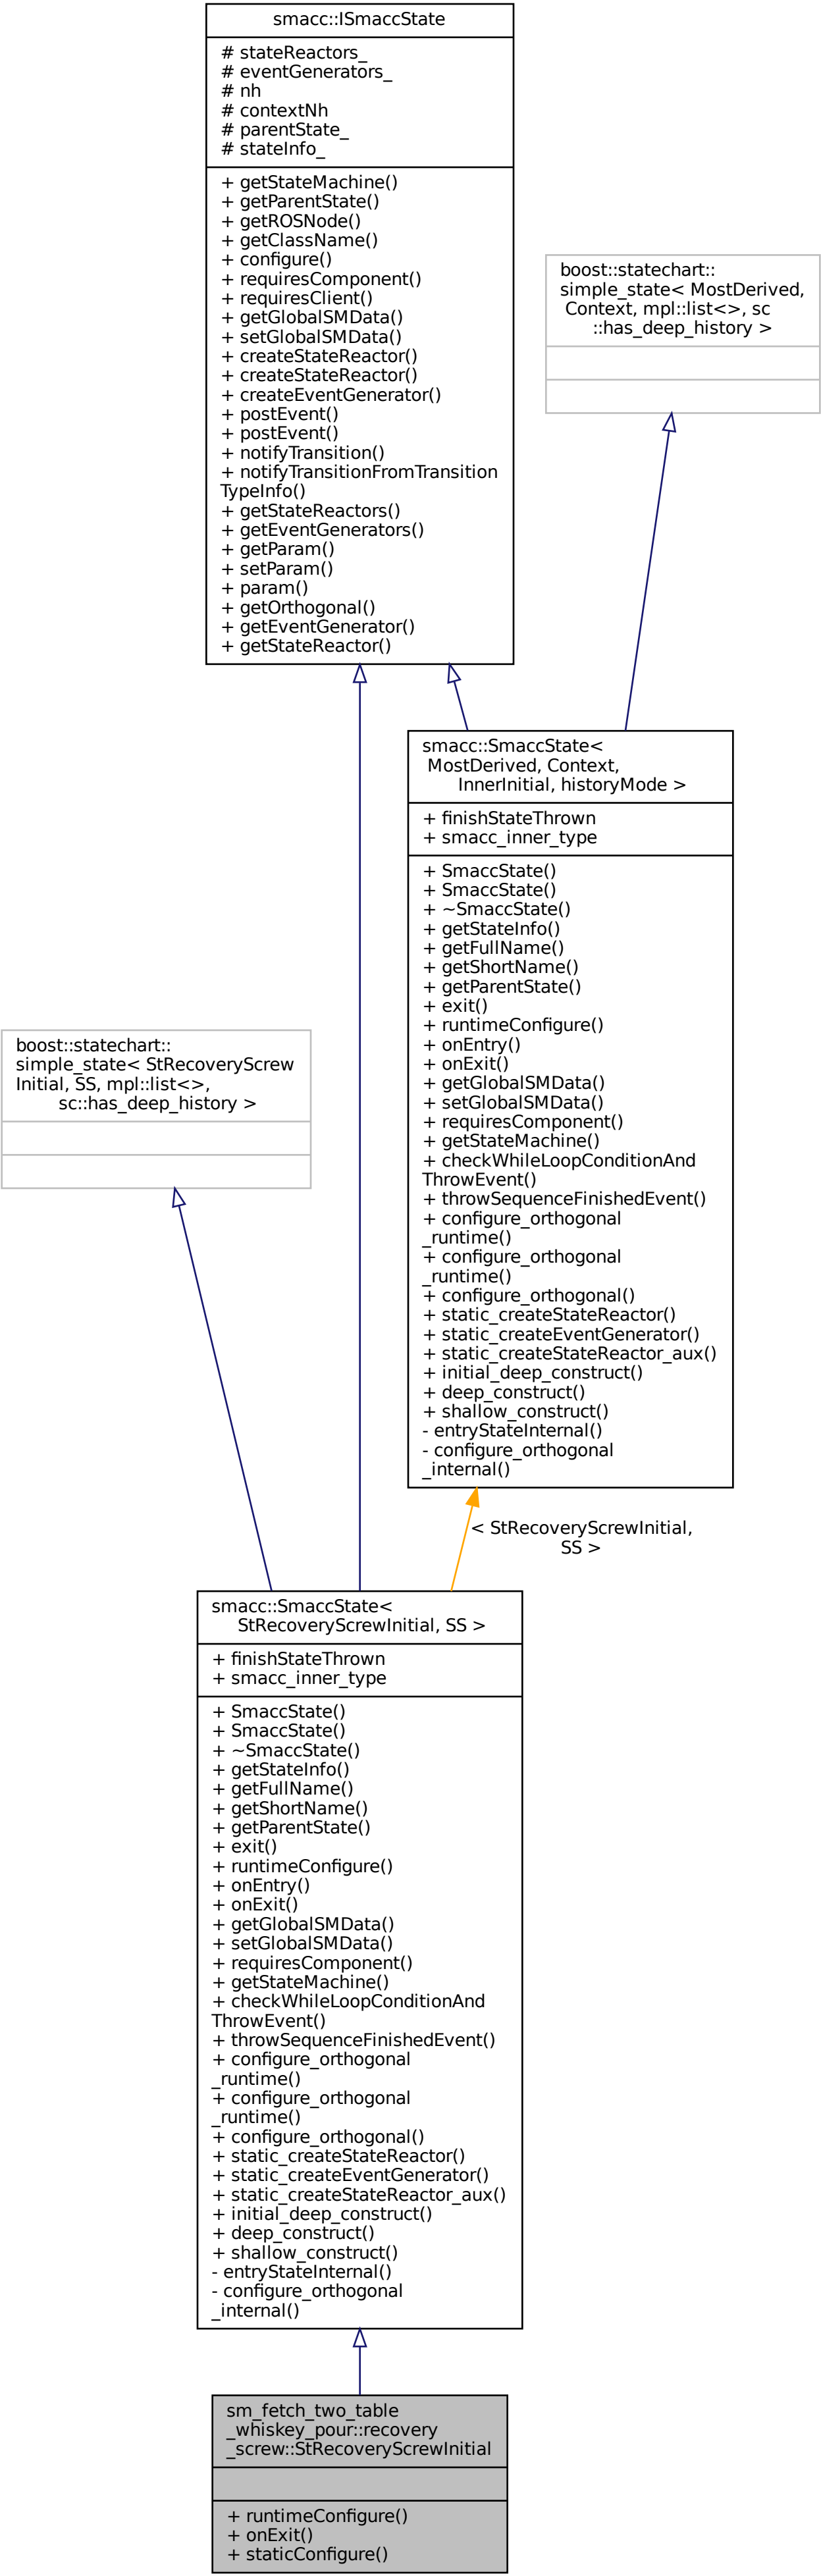 smacc::ISmaccState
# stateReactors_
# eventGenerators_
# nh
# contextNh
# parentState_
# stateInfo_
+ getStateMachine()
+ getParentState()
+ getROSNode()
+ getClassName()
+ configure()
+ requiresComponent()
+ requiresClient()
+ getGlobalSMData()
+ setGlobalSMData()
+ createStateReactor()
+ createStateReactor()
+ createEventGenerator()
+ postEvent()
+ postEvent()
+ notifyTransition()
+ notifyTransitionFromTransition
TypeInfo()
+ getStateReactors()
+ getEventGenerators()
+ getParam()
+ setParam()
+ param()
+ getOrthogonal()
+ getEventGenerator()
+ getStateReactor()
boost::statechart::
simple_state< MostDerived,
Context, mpl::list<>, sc
::has_deep_history >
smacc::SmaccState<
MostDerived, Context,
InnerInitial, historyMode >
+ finishStateThrown
+ smacc_inner_type
+ SmaccState()
+ SmaccState()
+ ~SmaccState()
+ getStateInfo()
+ getFullName()
+ getShortName()
+ getParentState()
+ exit()
+ runtimeConfigure()
+ onEntry()
+ onExit()
+ getGlobalSMData()
+ setGlobalSMData()
+ requiresComponent()
+ getStateMachine()
+ checkWhileLoopConditionAnd
ThrowEvent()
+ throwSequenceFinishedEvent()
+ configure_orthogonal
_runtime()
+ configure_orthogonal
_runtime()
+ configure_orthogonal()
+ static_createStateReactor()
+ static_createEventGenerator()
+ static_createStateReactor_aux()
+ initial_deep_construct()
+ deep_construct()
+ shallow_construct()
- entryStateInternal()
- configure_orthogonal
_internal()
boost::statechart::
simple_state< StRecoveryScrew
Initial, SS, mpl::list<>,
sc::has_deep_history >
< StRecoveryScrewInitial,
SS >
smacc::SmaccState<
StRecoveryScrewInitial, SS >
+ finishStateThrown
+ smacc_inner_type
+ SmaccState()
+ SmaccState()
+ ~SmaccState()
+ getStateInfo()
+ getFullName()
+ getShortName()
+ getParentState()
+ exit()
+ runtimeConfigure()
+ onEntry()
+ onExit()
+ getGlobalSMData()
+ setGlobalSMData()
+ requiresComponent()
+ getStateMachine()
+ checkWhileLoopConditionAnd
ThrowEvent()
+ throwSequenceFinishedEvent()
+ configure_orthogonal
_runtime()
+ configure_orthogonal
_runtime()
+ configure_orthogonal()
+ static_createStateReactor()
+ static_createEventGenerator()
+ static_createStateReactor_aux()
+ initial_deep_construct()
+ deep_construct()
+ shallow_construct()
- entryStateInternal()
- configure_orthogonal
_internal()
sm_fetch_two_table
_whiskey_pour::recovery
_screw::StRecoveryScrewInitial
+ runtimeConfigure()
+ onExit()
+ staticConfigure()